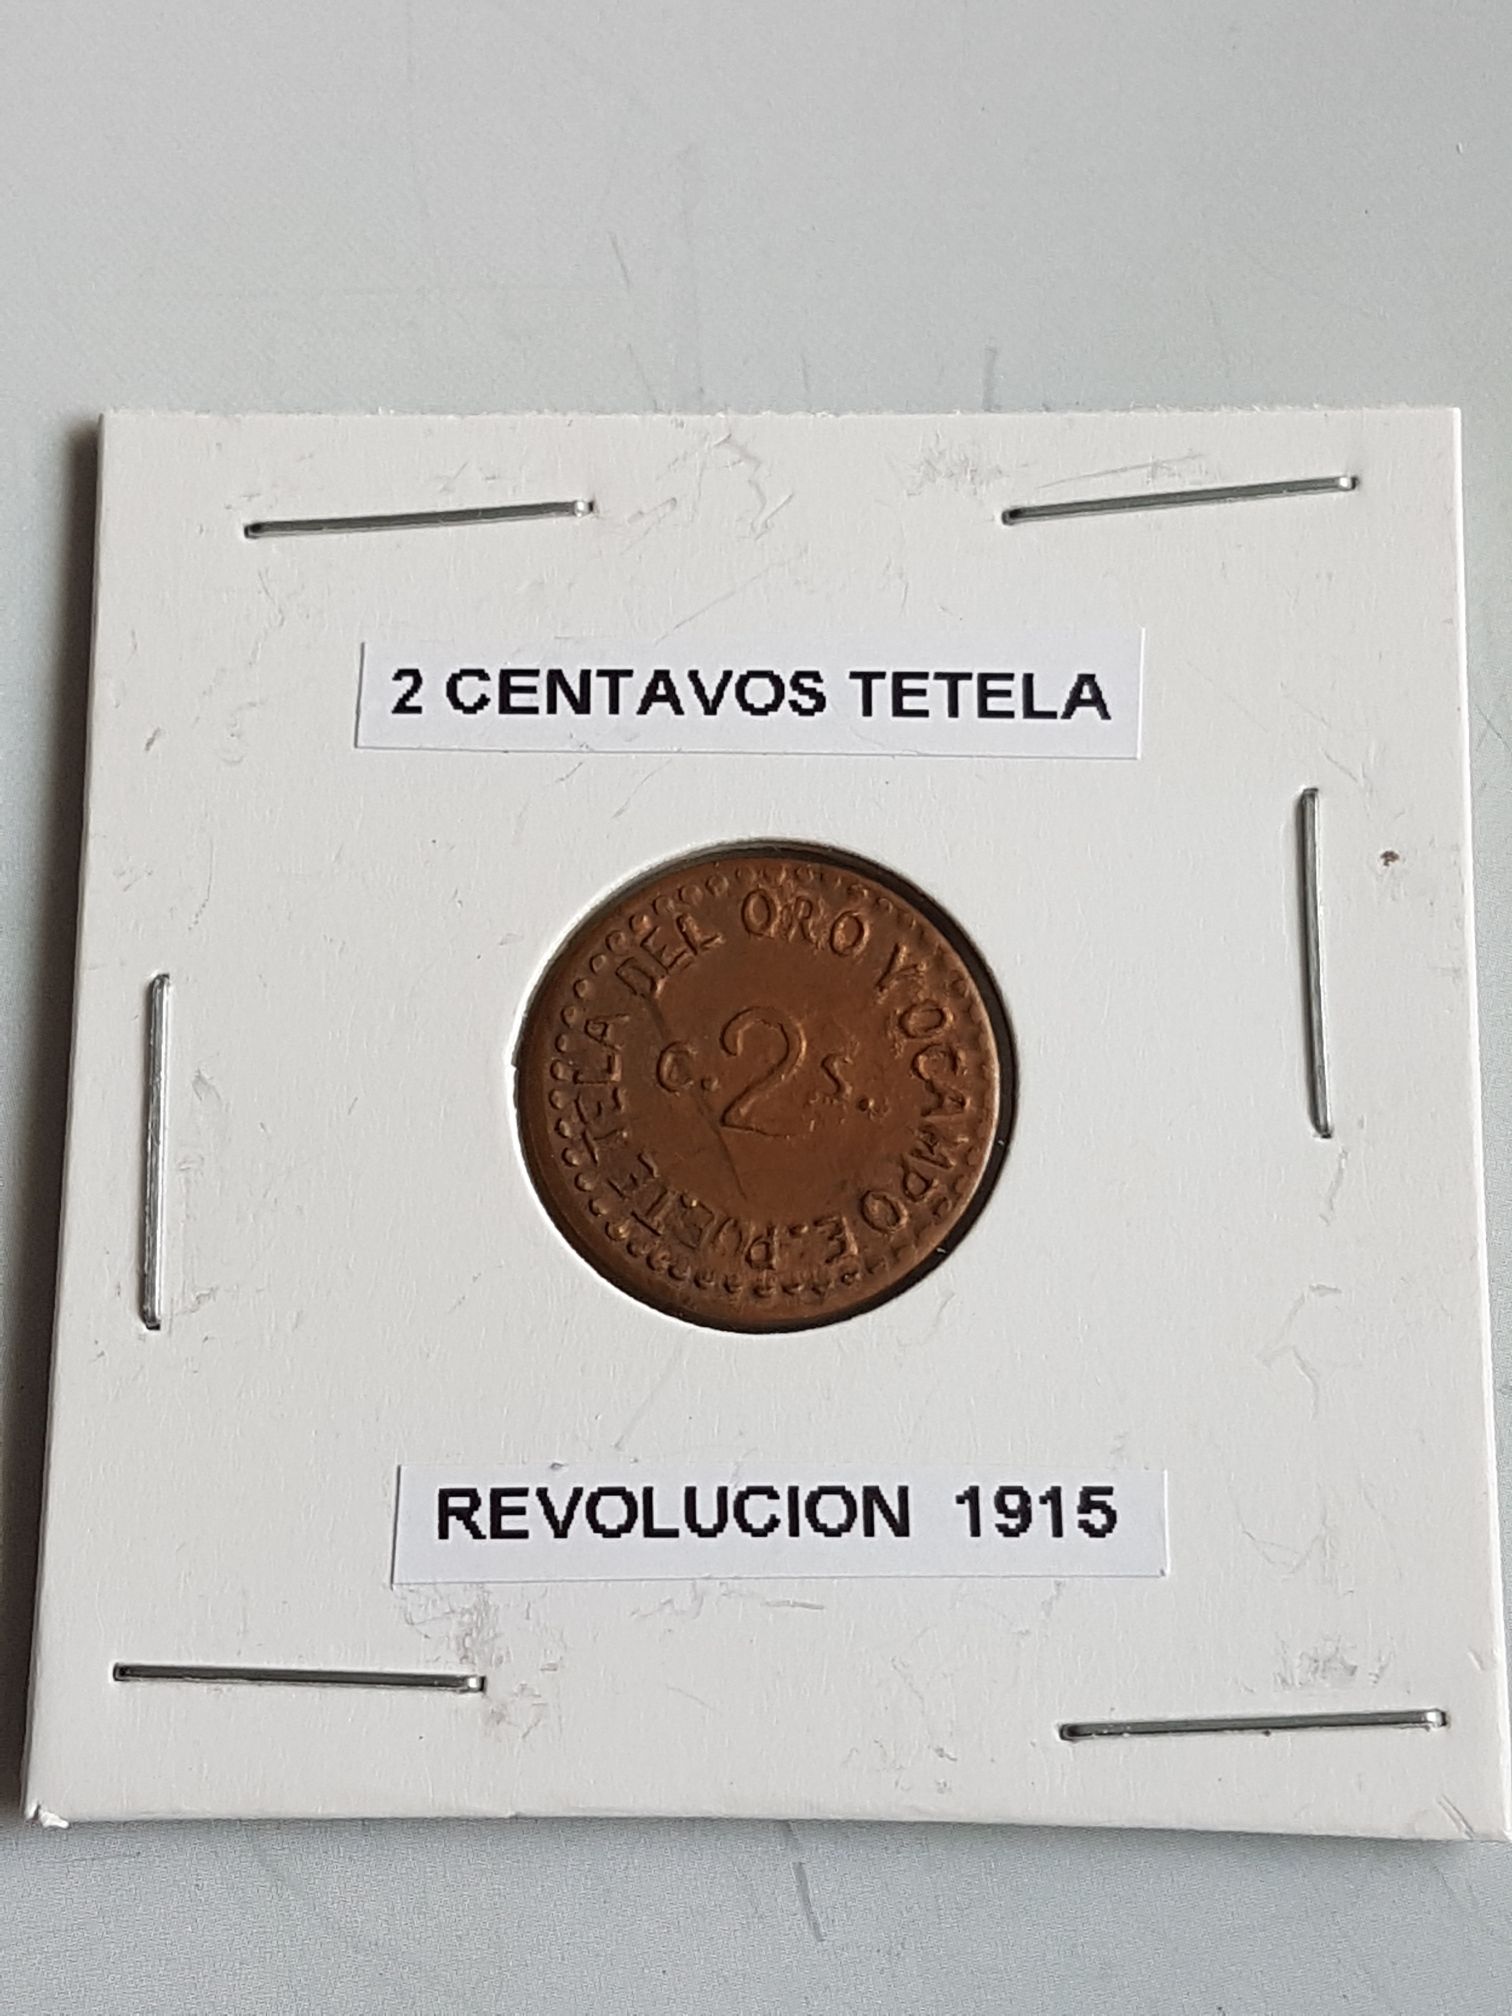 2 CENTAVOS TETELA
TETELA DEL ORO Y OCAMPO E. PUE.
C. 2 S.
REVOLUCION 1915